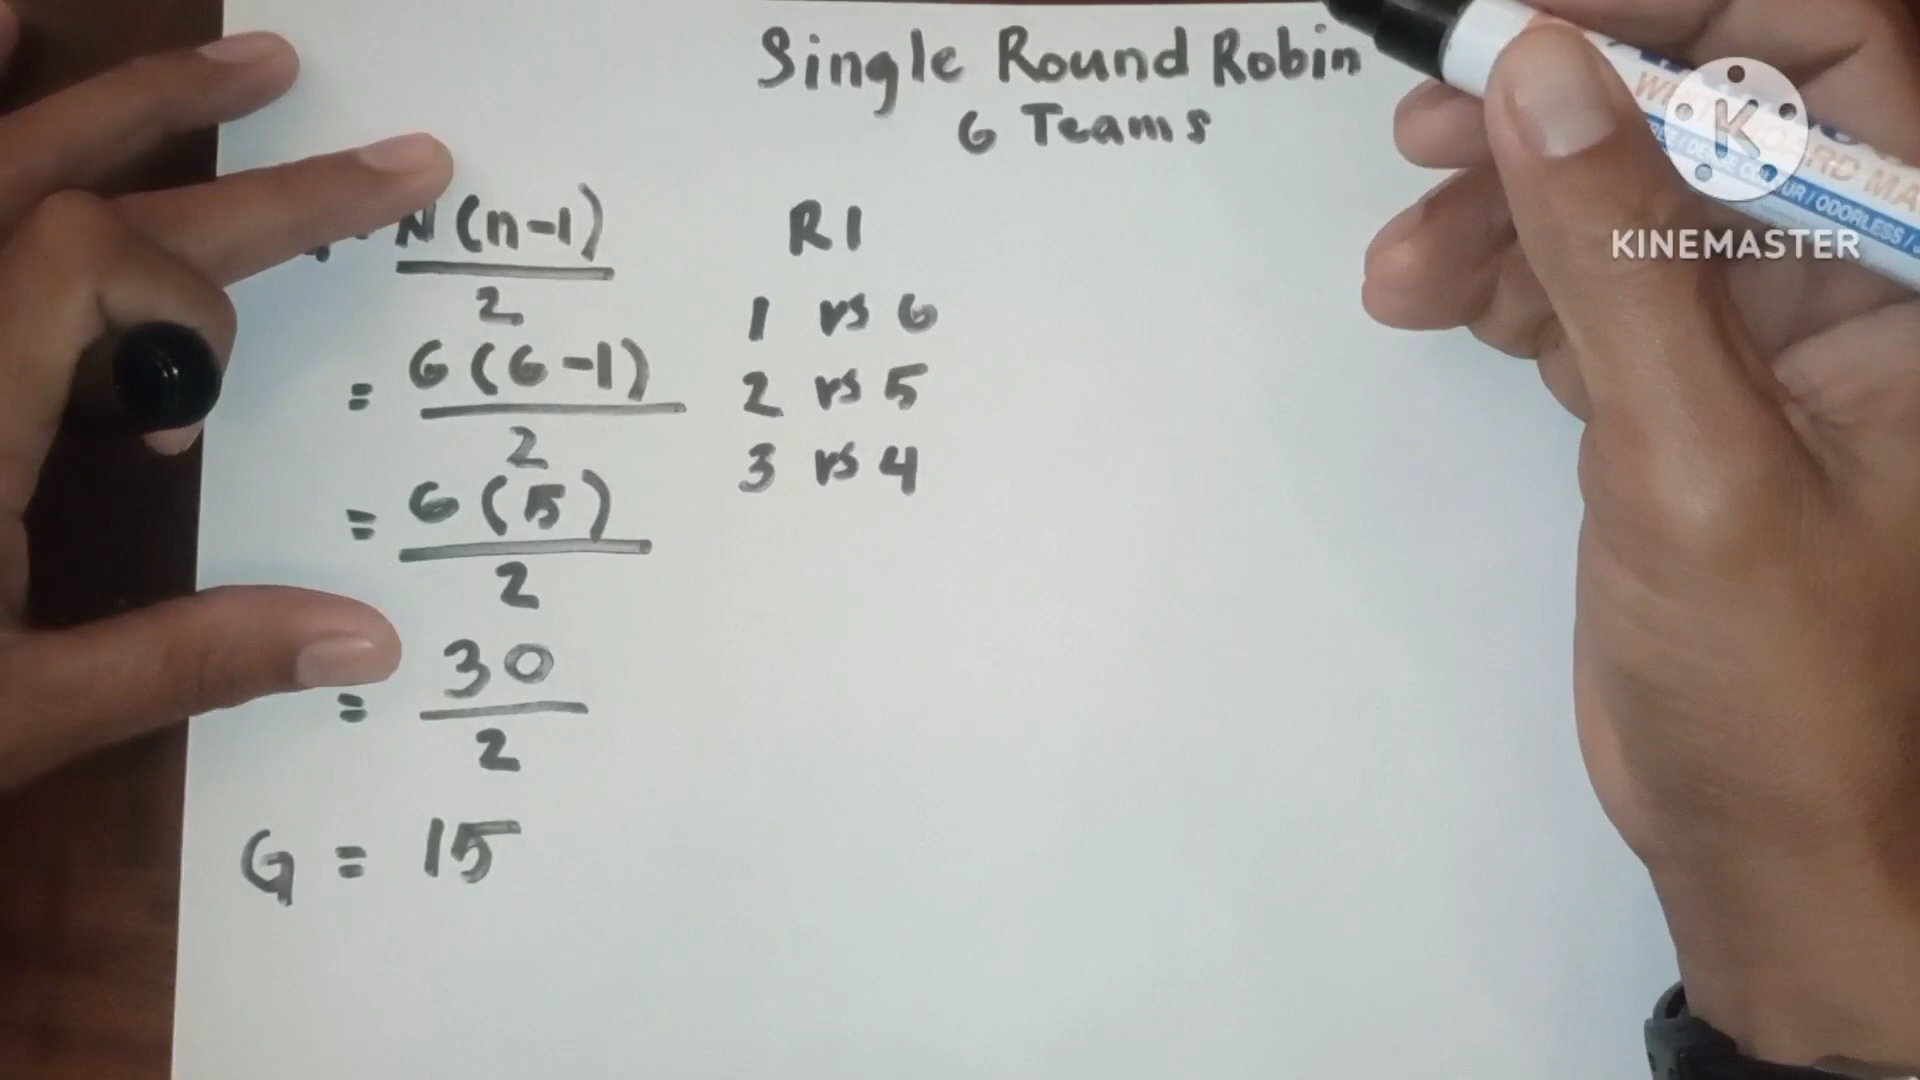 Single Round Robin
6 Teams
N(n-1)
2
= 6(6-1)
2
= 6(5)
2
= 30
2
G = 15
R1
1 vs 6
2 vs 5
3 vs 4
K
KINEMASTER